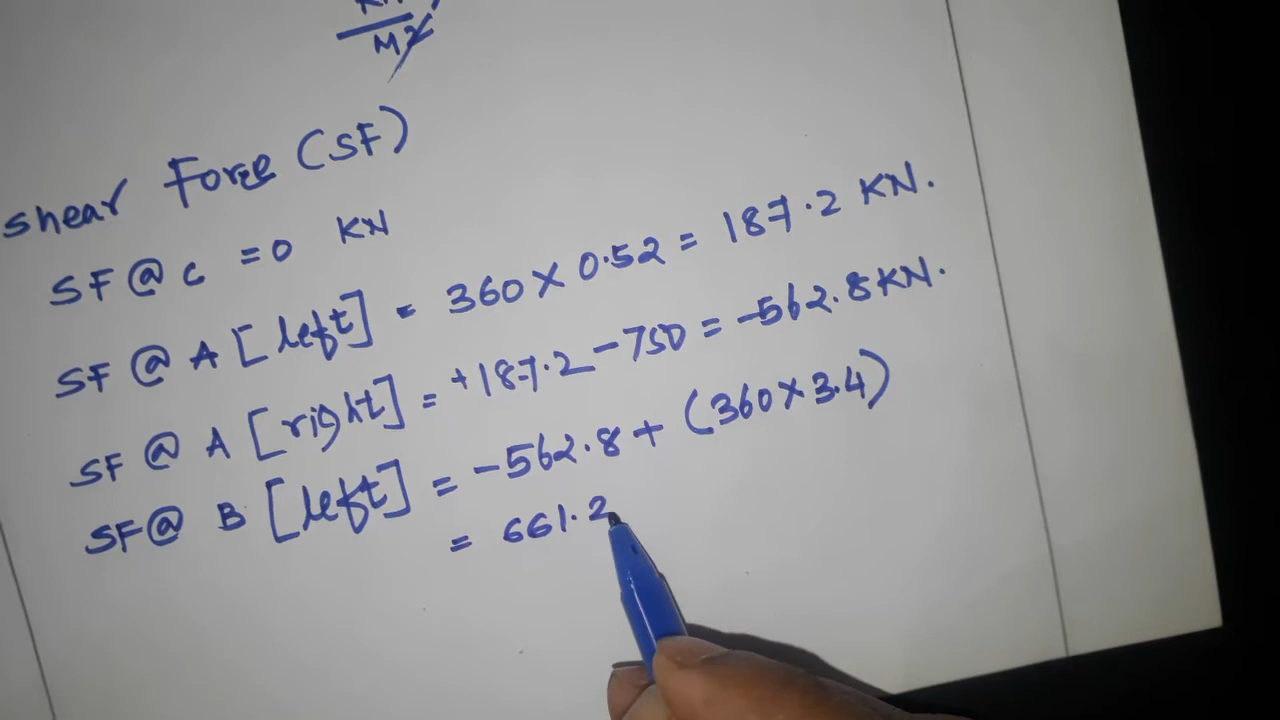 M2
Shear Force (SF)
SF @ C = 0 KN
SF @ A [left] = 360 × 0.52 = 187.2 KN.
SF @ A [right] = +187.2 - 750 = -562.8 KN.
SF @ B [left] = -562.8 + (360 × 3.4)
= 661.2